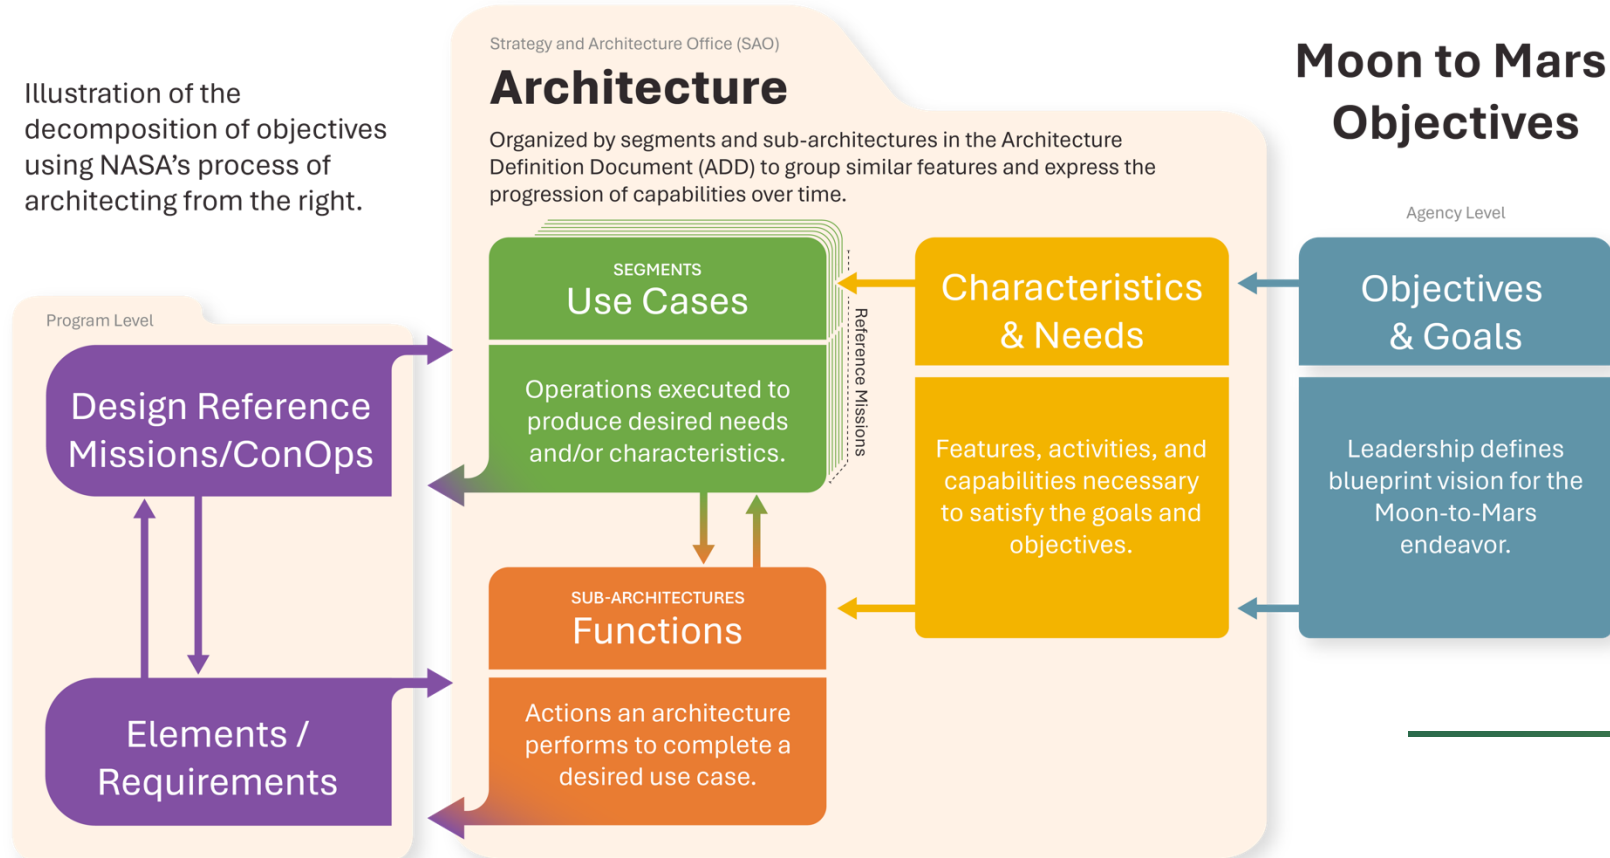 Illustration of the
decomposition of objectives
using NASA's process of
architecting from the right.
Strategy and Architecture Office (SAO)
Architecture
Organized by segments and sub-architectures in the Architecture
Definition Document (ADD) to group similar features and express the
progression of capabilities over time.
Moon to Mars
Objectives
Agency Level
Program Level
Design Reference
Missions/ConOps
Elements /
Requirements
SEGMENTS
Use Cases
Operations executed to
produce desired needs
and/or characteristics.
Reference Missions
SUB-ARCHITECTURES
Functions
Actions an architecture
performs to complete a
desired use case.
Characteristics
& Needs
Features, activities, and
capabilities necessary
to satisfy the goals and
objectives.
Objectives
& Goals
Leadership defines
blueprint vision for the
Moon-to-Mars
endeavor.